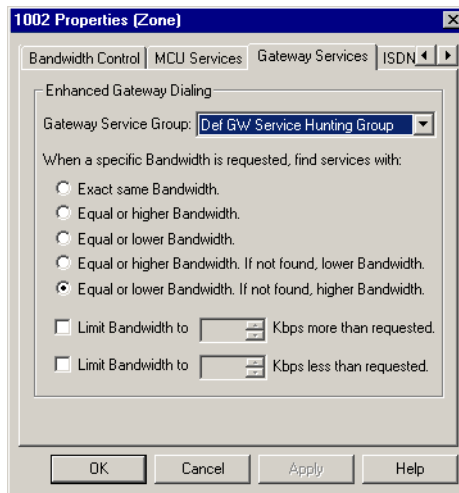 1002 Properties (Zone)
Bandwidth Control MCU Services Gateway Services ISDN
Enhanced Gateway Dialing
Gateway Service Group: Def GW Service Hunting Group
When a specific Bandwidth is requested, find services with:
Exact same Bandwidth.
Equal or higher Bandwidth.
Equal or lower Bandwidth.
Equal or higher Bandwidth. If not found, lower Bandwidth.
Equal or lower Bandwidth. If not found, higher Bandwidth.
Limit Bandwidth to Kbps more than requested.
Limit Bandwidth to Kbps less than requested.
OK Cancel Apply Help